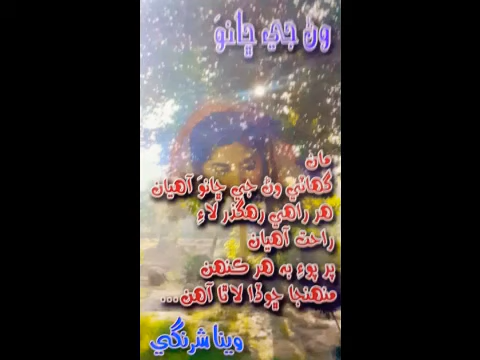 وڻ جي ڇانوَ
مان
گهاٽي وڻ جي ڇانوَ آهيان
هر راهي رهگذر لاءِ
راحت آهيان
پر پوءِ به هر ڪنهن
منهنجا ڇوڏا لاٿا آهن...
وينا شرنگي